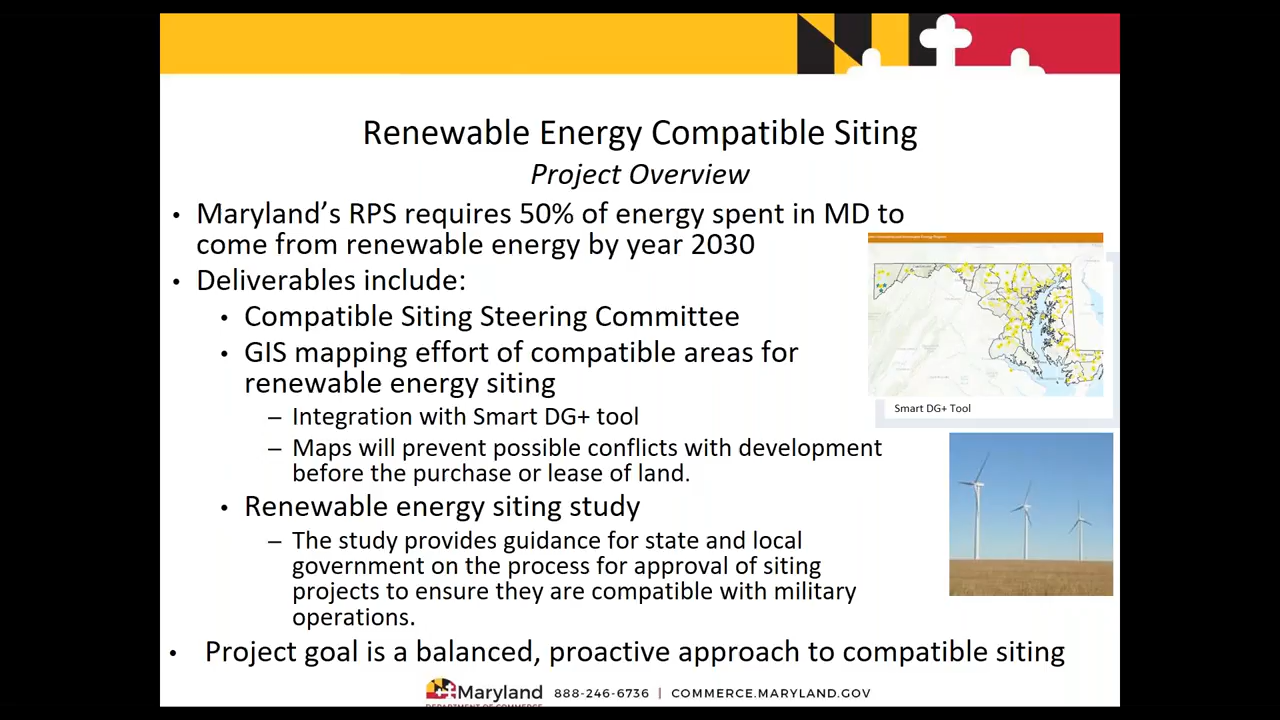 Renewable Energy Compatible Siting
Project Overview
• Maryland’s RPS requires 50% of energy spent in MD to
come from renewable energy by year 2030
• Deliverables include:
• Compatible Siting Steering Committee
• GIS mapping effort of compatible areas for
renewable energy siting
– Integration with Smart DG+ tool
– Maps will prevent possible conflicts with development
before the purchase or lease of land.
• Renewable energy siting study
– The study provides guidance for state and local
government on the process for approval of siting
projects to ensure they are compatible with military
operations.
• Project goal is a balanced, proactive approach to compatible siting
Smart DG+ Tool
Maryland 888-246-6736 | COMMERCE.MARYLAND.GOV
DEPARTMENT OF COMMERCE